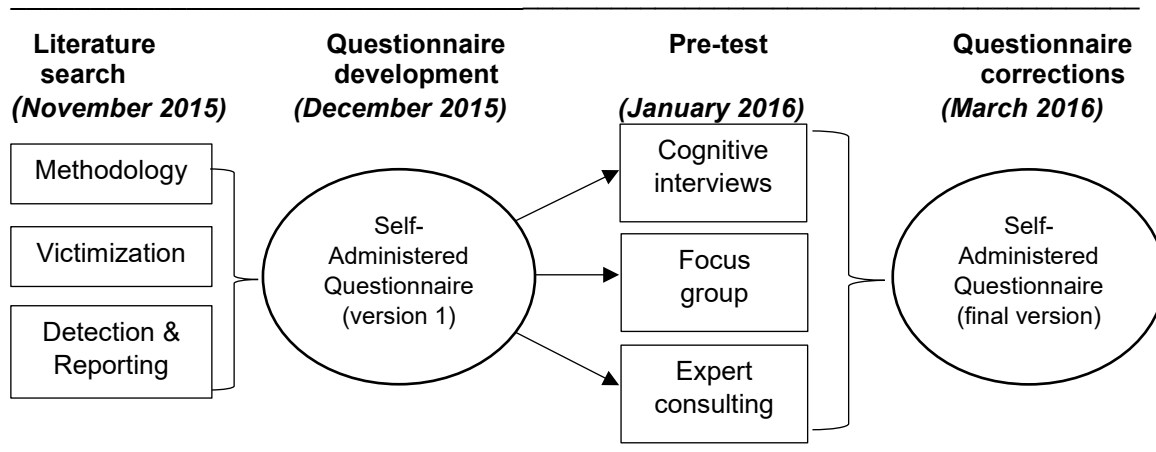 Literature
search
(November 2015)
Questionnaire
development
(December 2015)
Pre-test
(January 2016)
Questionnaire
corrections
(March 2016)
Methodology
Victimization
Detection &
Reporting
Self-
Administered
Questionnaire
(version 1)
Cognitive
interviews
Focus
group
Expert
consulting
Self-
Administered
Questionnaire
(final version)